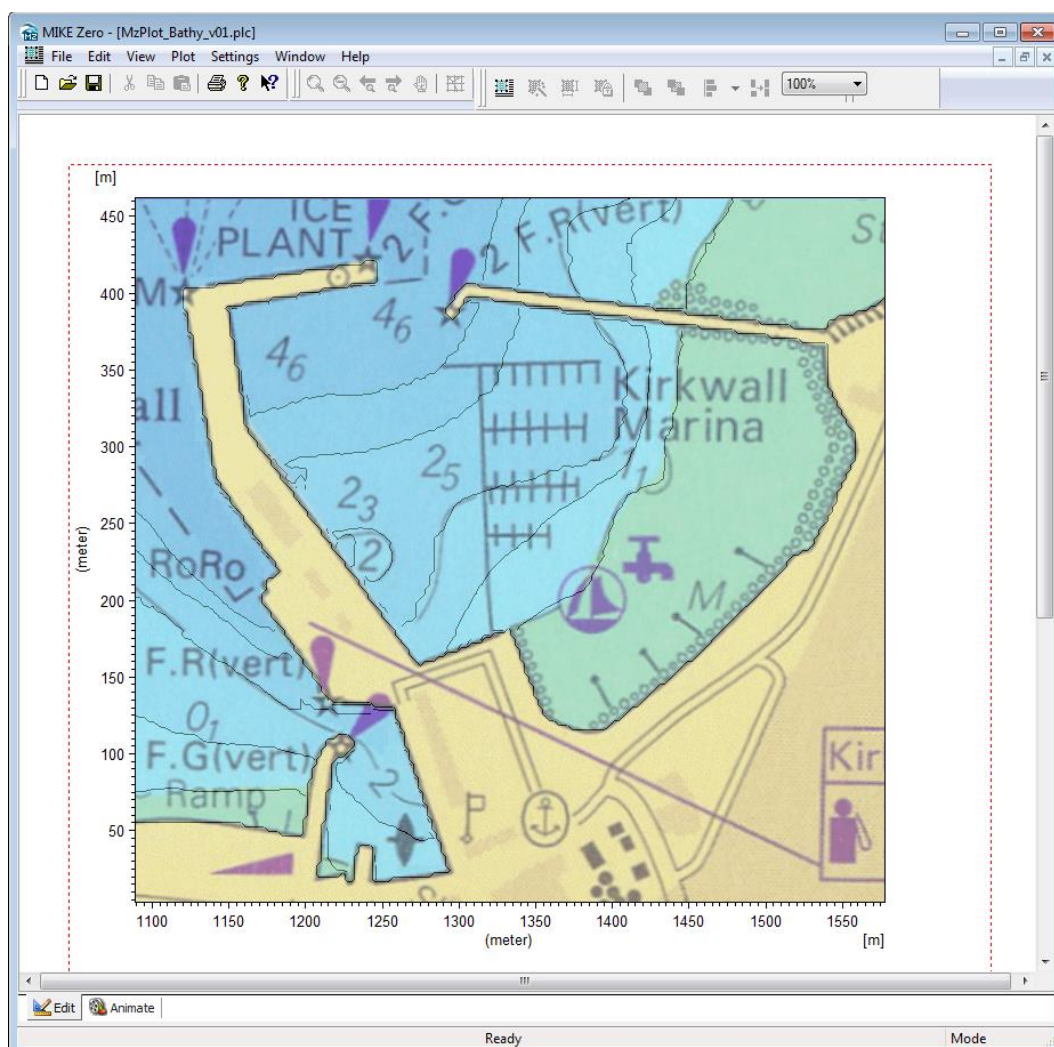 MIKE Zero - [MzPlot_Bathy_v01.plc]
File Edit View Plot Settings Window Help
100%
[m]
450
400
350
300
250
200
150
100
50
(meter)
ICE
PLANT
2 F.
2 F.R(vert)
St
M
46
46
all
Kirkwall
Marina
25
23
2
RoRo
M
F.R(vert)
01
F.G(vert)
Ramp
2
Kir
1100 1150 1200 1250 1300 1350 1400 1450 1500 1550
(meter)
[m]
Edit Animate
Ready Mode